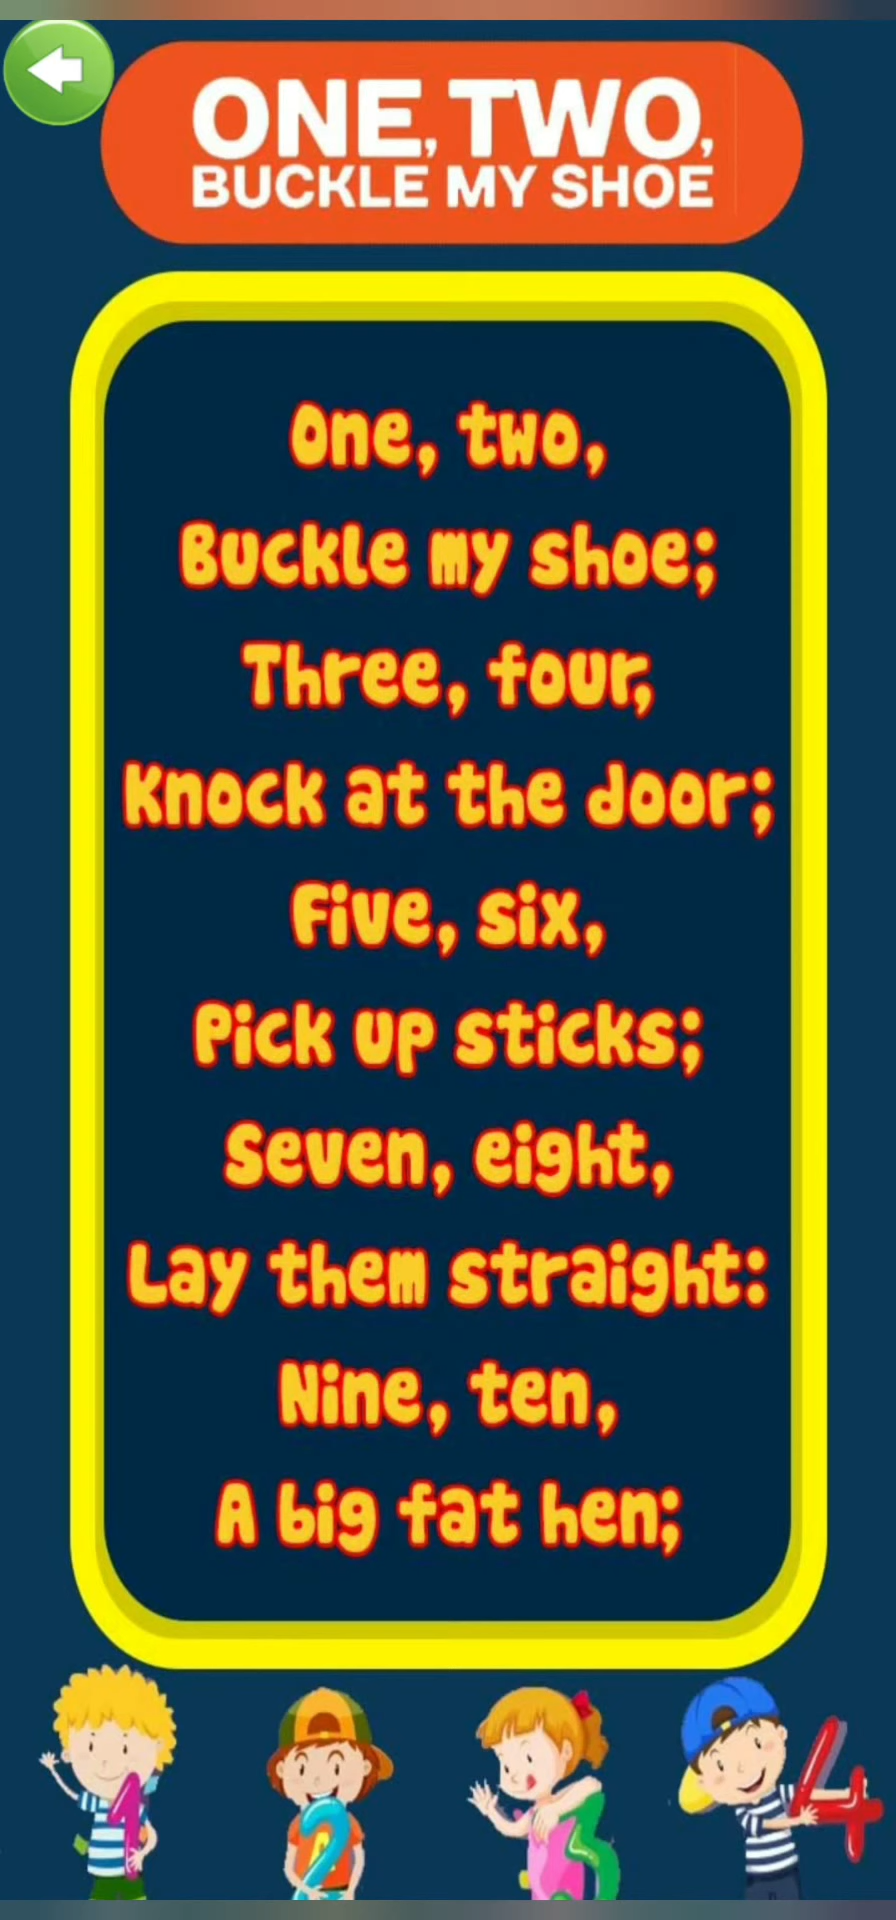 ONE, TWO,
BUCKLE MY SHOE
One, two,
Buckle my shoe;
Three, four,
Knock at the door;
Five, six,
Pick up sticks;
Seven, eight,
Lay them straight:
Nine, ten,
A big fat hen;
1 2 3 4